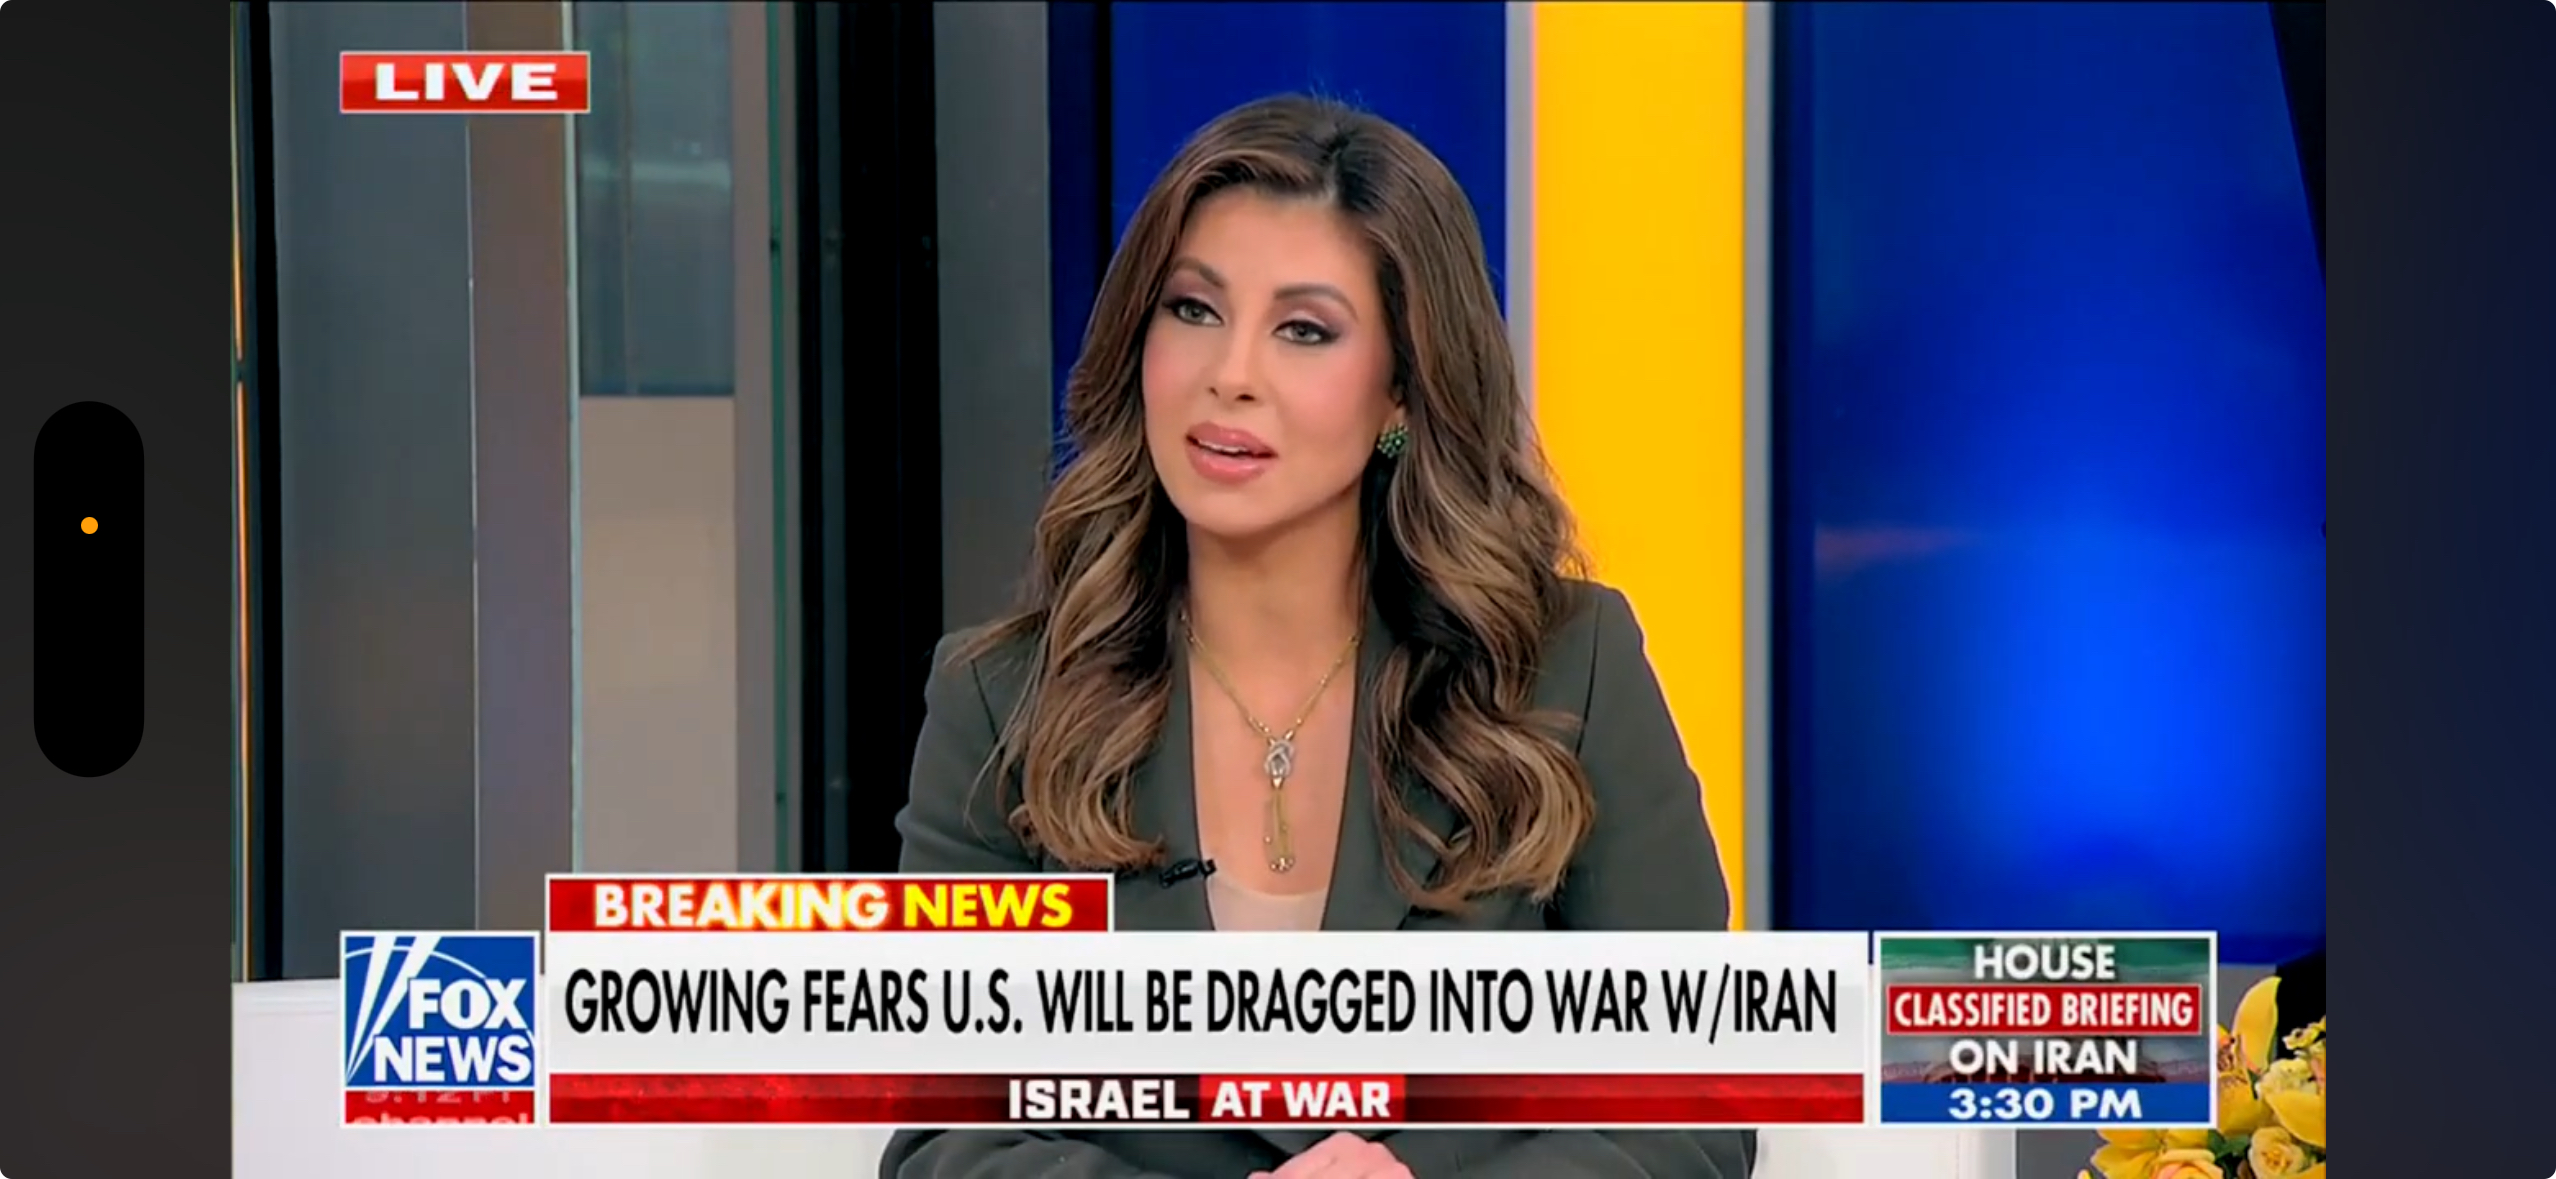 LIVE
BREAKING NEWS
FOX
NEWS
channel
GROWING FEARS U.S. WILL BE DRAGGED INTO WAR W/IRAN
ISRAEL AT WAR
HOUSE
CLASSIFIED BRIEFING
ON IRAN
3:30 PM